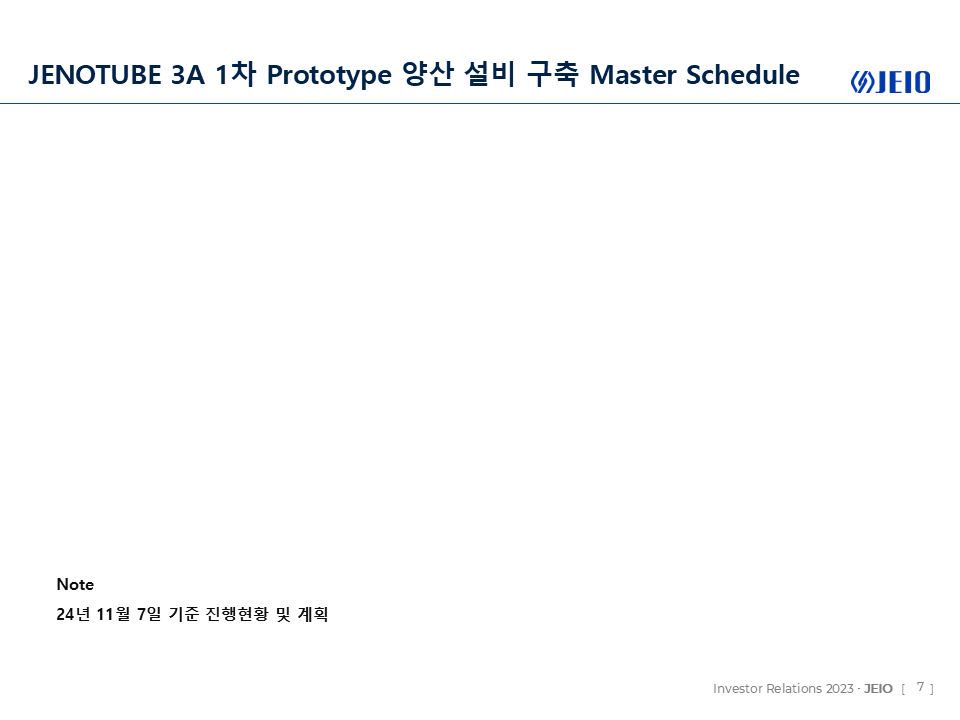 JENOTUBE 3A 1차 Prototype 양산 설비 구축 Master Schedule
JEIO
Note
24년 11월 7일 기준 진행현황 및 계획
Investor Relations 2023 · JEIO [ 7 ]